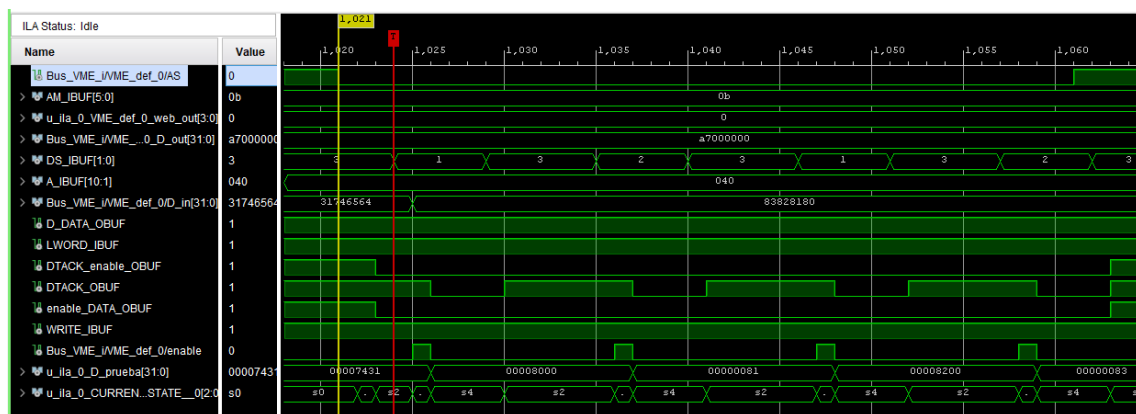 ILA Status: Idle
1,021
Name Value
1,020 1,025 1,030 1,035 1,040 1,045 1,050 1,055 1,060
T
Bus_VME_i/VME_def_0/AS 0
> AM_IBUF[5:0] 0b 0b
> u_ila_0_VME_def_0_web_out[3:0] 0 0
> Bus_VME_i/VME_...0_D_out[31:0] a7000000 a7000000
> DS_IBUF[1:0] 3 3 1 3 2 3 1 3 2 3
> A_IBUF[10:1] 040 040
> Bus_VME_i/VME_def_0/D_in[31:0] 31746564 31746564 83828180
D_DATA_OBUF 1
LWORD_IBUF 1
DTACK_enable_OBUF 1
DTACK_OBUF 1
enable_DATA_OBUF 1
WRITE_IBUF 1
Bus_VME_i/VME_def_0/enable 0
> u_ila_0_D_prueba[31:0] 00007431 00007431 00008000 00000081 00008200 00000083
> u_ila_0_CURREN...STATE__0[2:0 s0 s0 . s2 . s4 s2 . s4 s2 . s4 s2 . s4